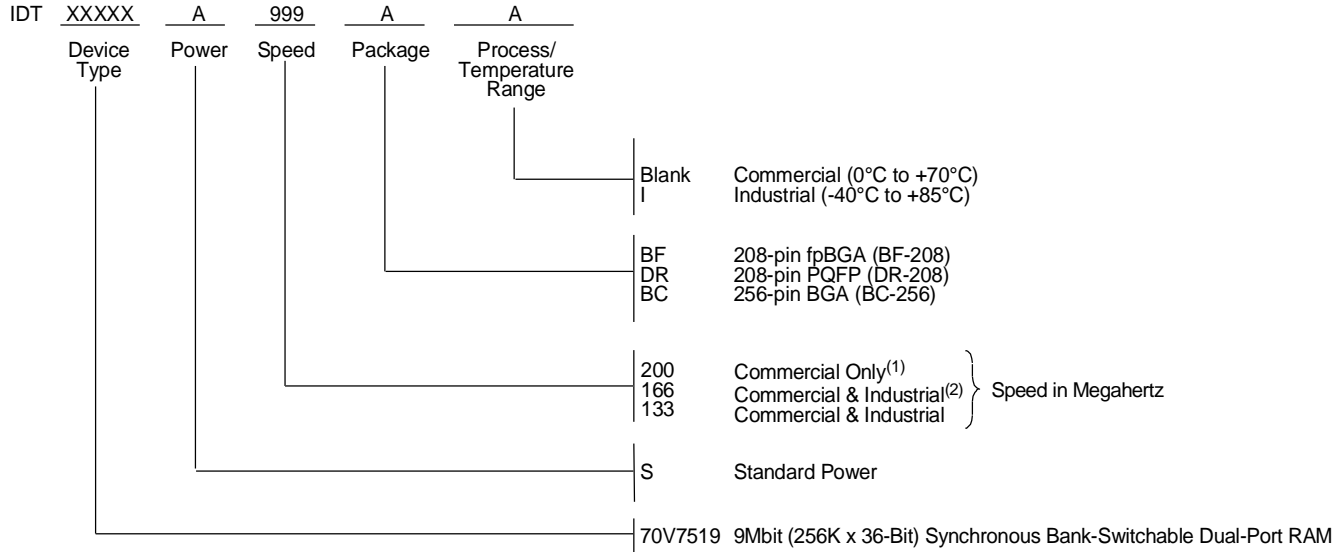 IDT XXXXX A 999 A A
Device Type Power Speed Package Process/ Temperature Range
Blank Commercial (0°C to +70°C)
I Industrial (-40°C to +85°C)
BF 208-pin fpBGA (BF-208)
DR 208-pin PQFP (DR-208)
BC 256-pin BGA (BC-256)
200 Commercial Only(1)
166 Commercial & Industrial(2)
133 Commercial & Industrial
Speed in Megahertz
S Standard Power
70V7519 9Mbit (256K x 36-Bit) Synchronous Bank-Switchable Dual-Port RAM